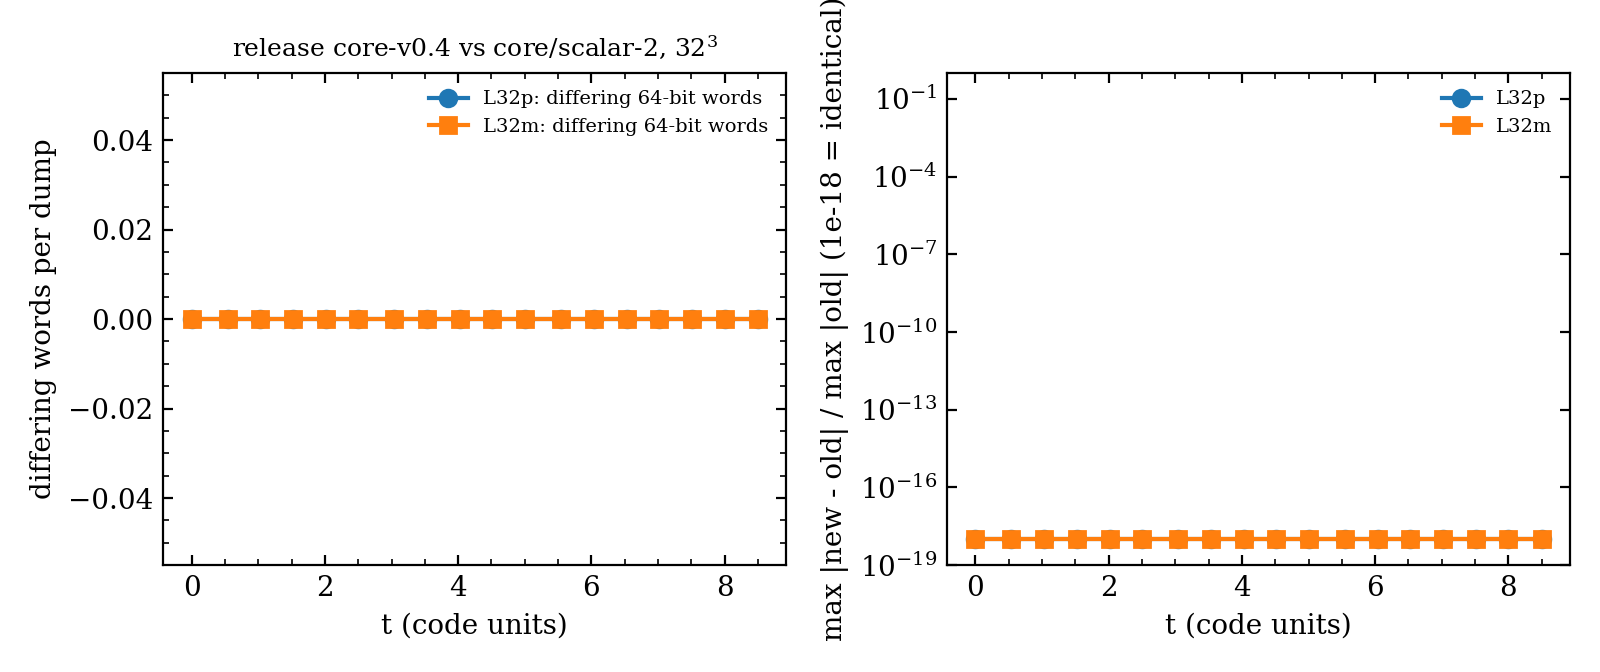 release core-v0.4 vs core/scalar-2, 32³
differing words per dump
0.04
0.02
0.00
−0.02
−0.04
L32p: differing 64-bit words
L32m: differing 64-bit words
0 2 4 6 8
t (code units)
max |new - old| / max |old| (1e-18 = identical)
10⁻¹
10⁻⁴
10⁻⁷
10⁻¹⁰
10⁻¹³
10⁻¹⁶
10⁻¹⁹
L32p
L32m
0 2 4 6 8
t (code units)